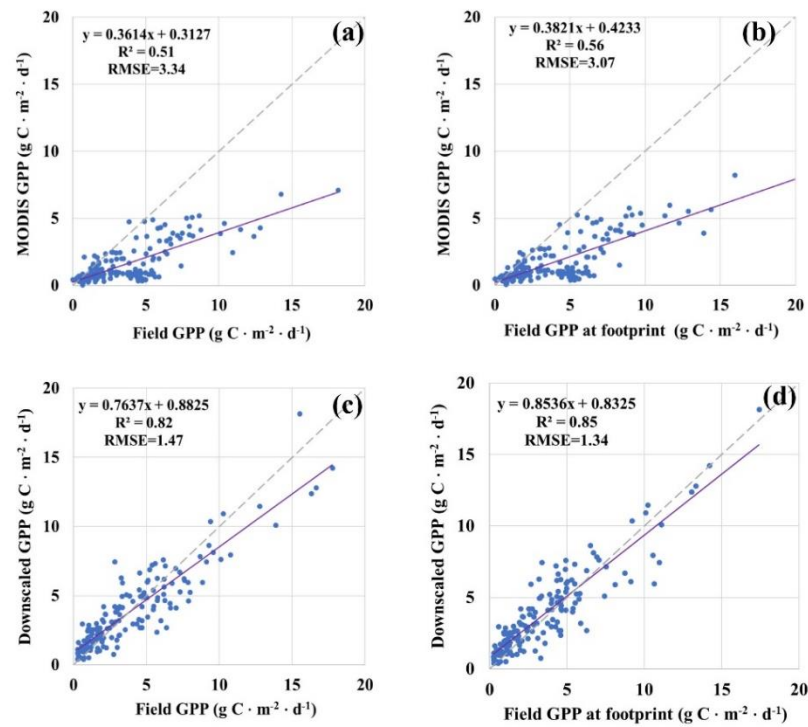 (a)
y = 0.3614x + 0.3127
R² = 0.51
RMSE=3.34
20
15
10
5
0
0 5 10 15 20
MODIS GPP (g C · m⁻² · d⁻¹)
Field GPP (g C · m⁻² · d⁻¹)
(b)
y = 0.3821x + 0.4233
R² = 0.56
RMSE=3.07
20
15
10
5
0
0 5 10 15 20
MODIS GPP (g C · m⁻² · d⁻¹)
Field GPP at footprint (g C · m⁻² · d⁻¹)
(c)
y = 0.7637x + 0.8825
R² = 0.82
RMSE=1.47
20
15
10
5
0
0 5 10 15 20
Downscaled GPP (g C · m⁻² · d⁻¹)
Field GPP (g C · m⁻² · d⁻¹)
(d)
y = 0.8536x + 0.8325
R² = 0.85
RMSE=1.34
20
15
10
5
0
0 5 10 15 20
Downscaled GPP (g C · m⁻² · d⁻¹)
Field GPP at footprint (g C · m⁻² · d⁻¹)